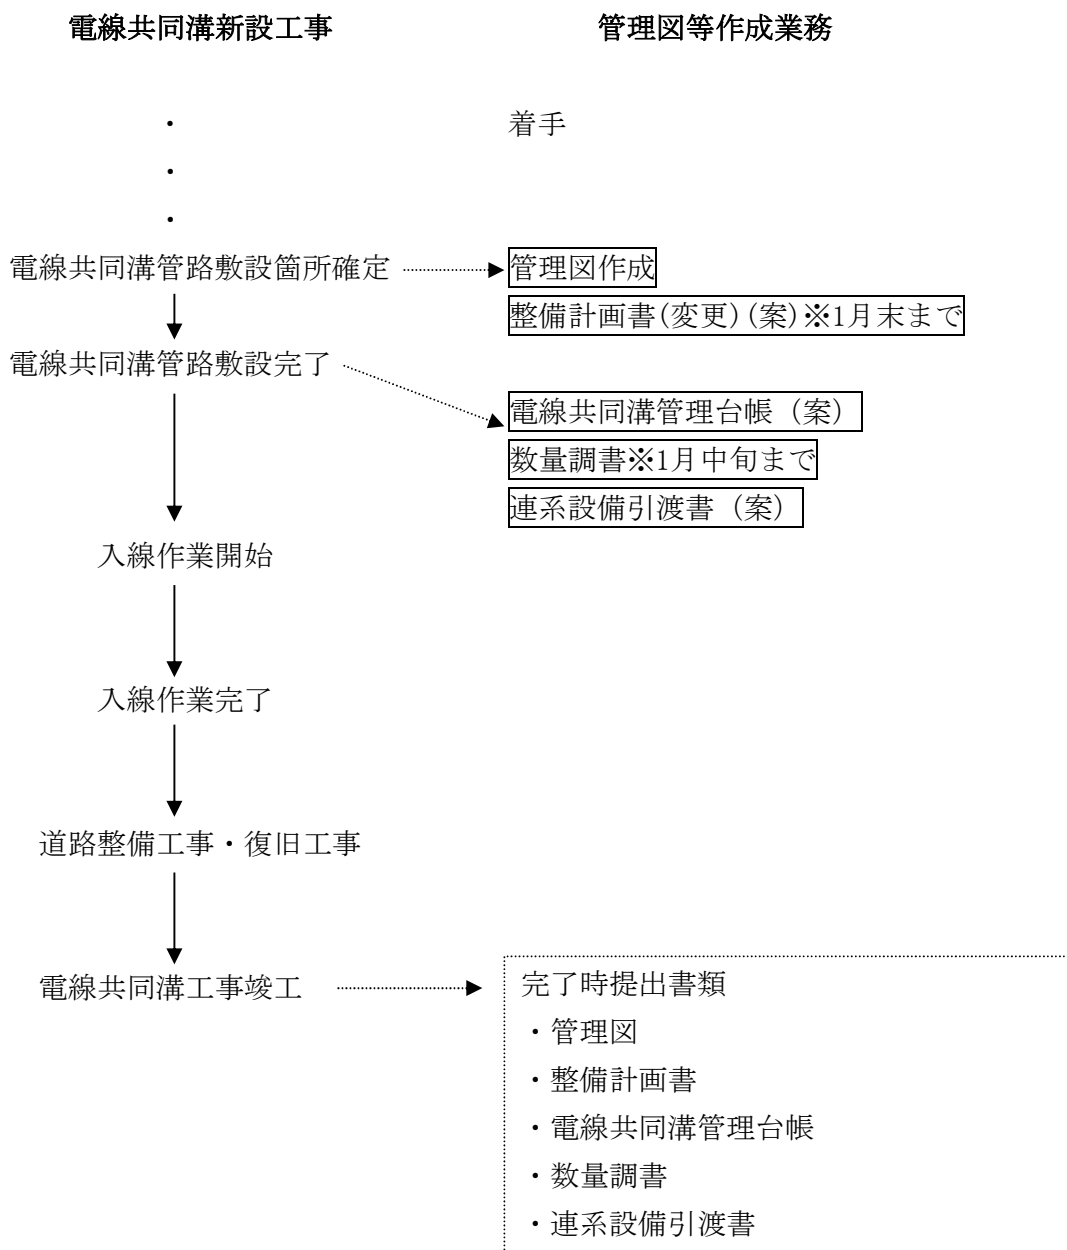 電線共同溝新設工事 管理図等作成業務
・ 着手
・
・
電線共同溝管路敷設箇所確定 管理図作成
整備計画書(変更)(案)※1月末まで
電線共同溝管路敷設完了
電線共同溝管理台帳（案）
数量調書※1月中旬まで
連系設備引渡書（案）
入線作業開始
入線作業完了
道路整備工事・復旧工事
電線共同溝工事竣工 完了時提出書類
・管理図
・整備計画書
・電線共同溝管理台帳
・数量調書
・連系設備引渡書